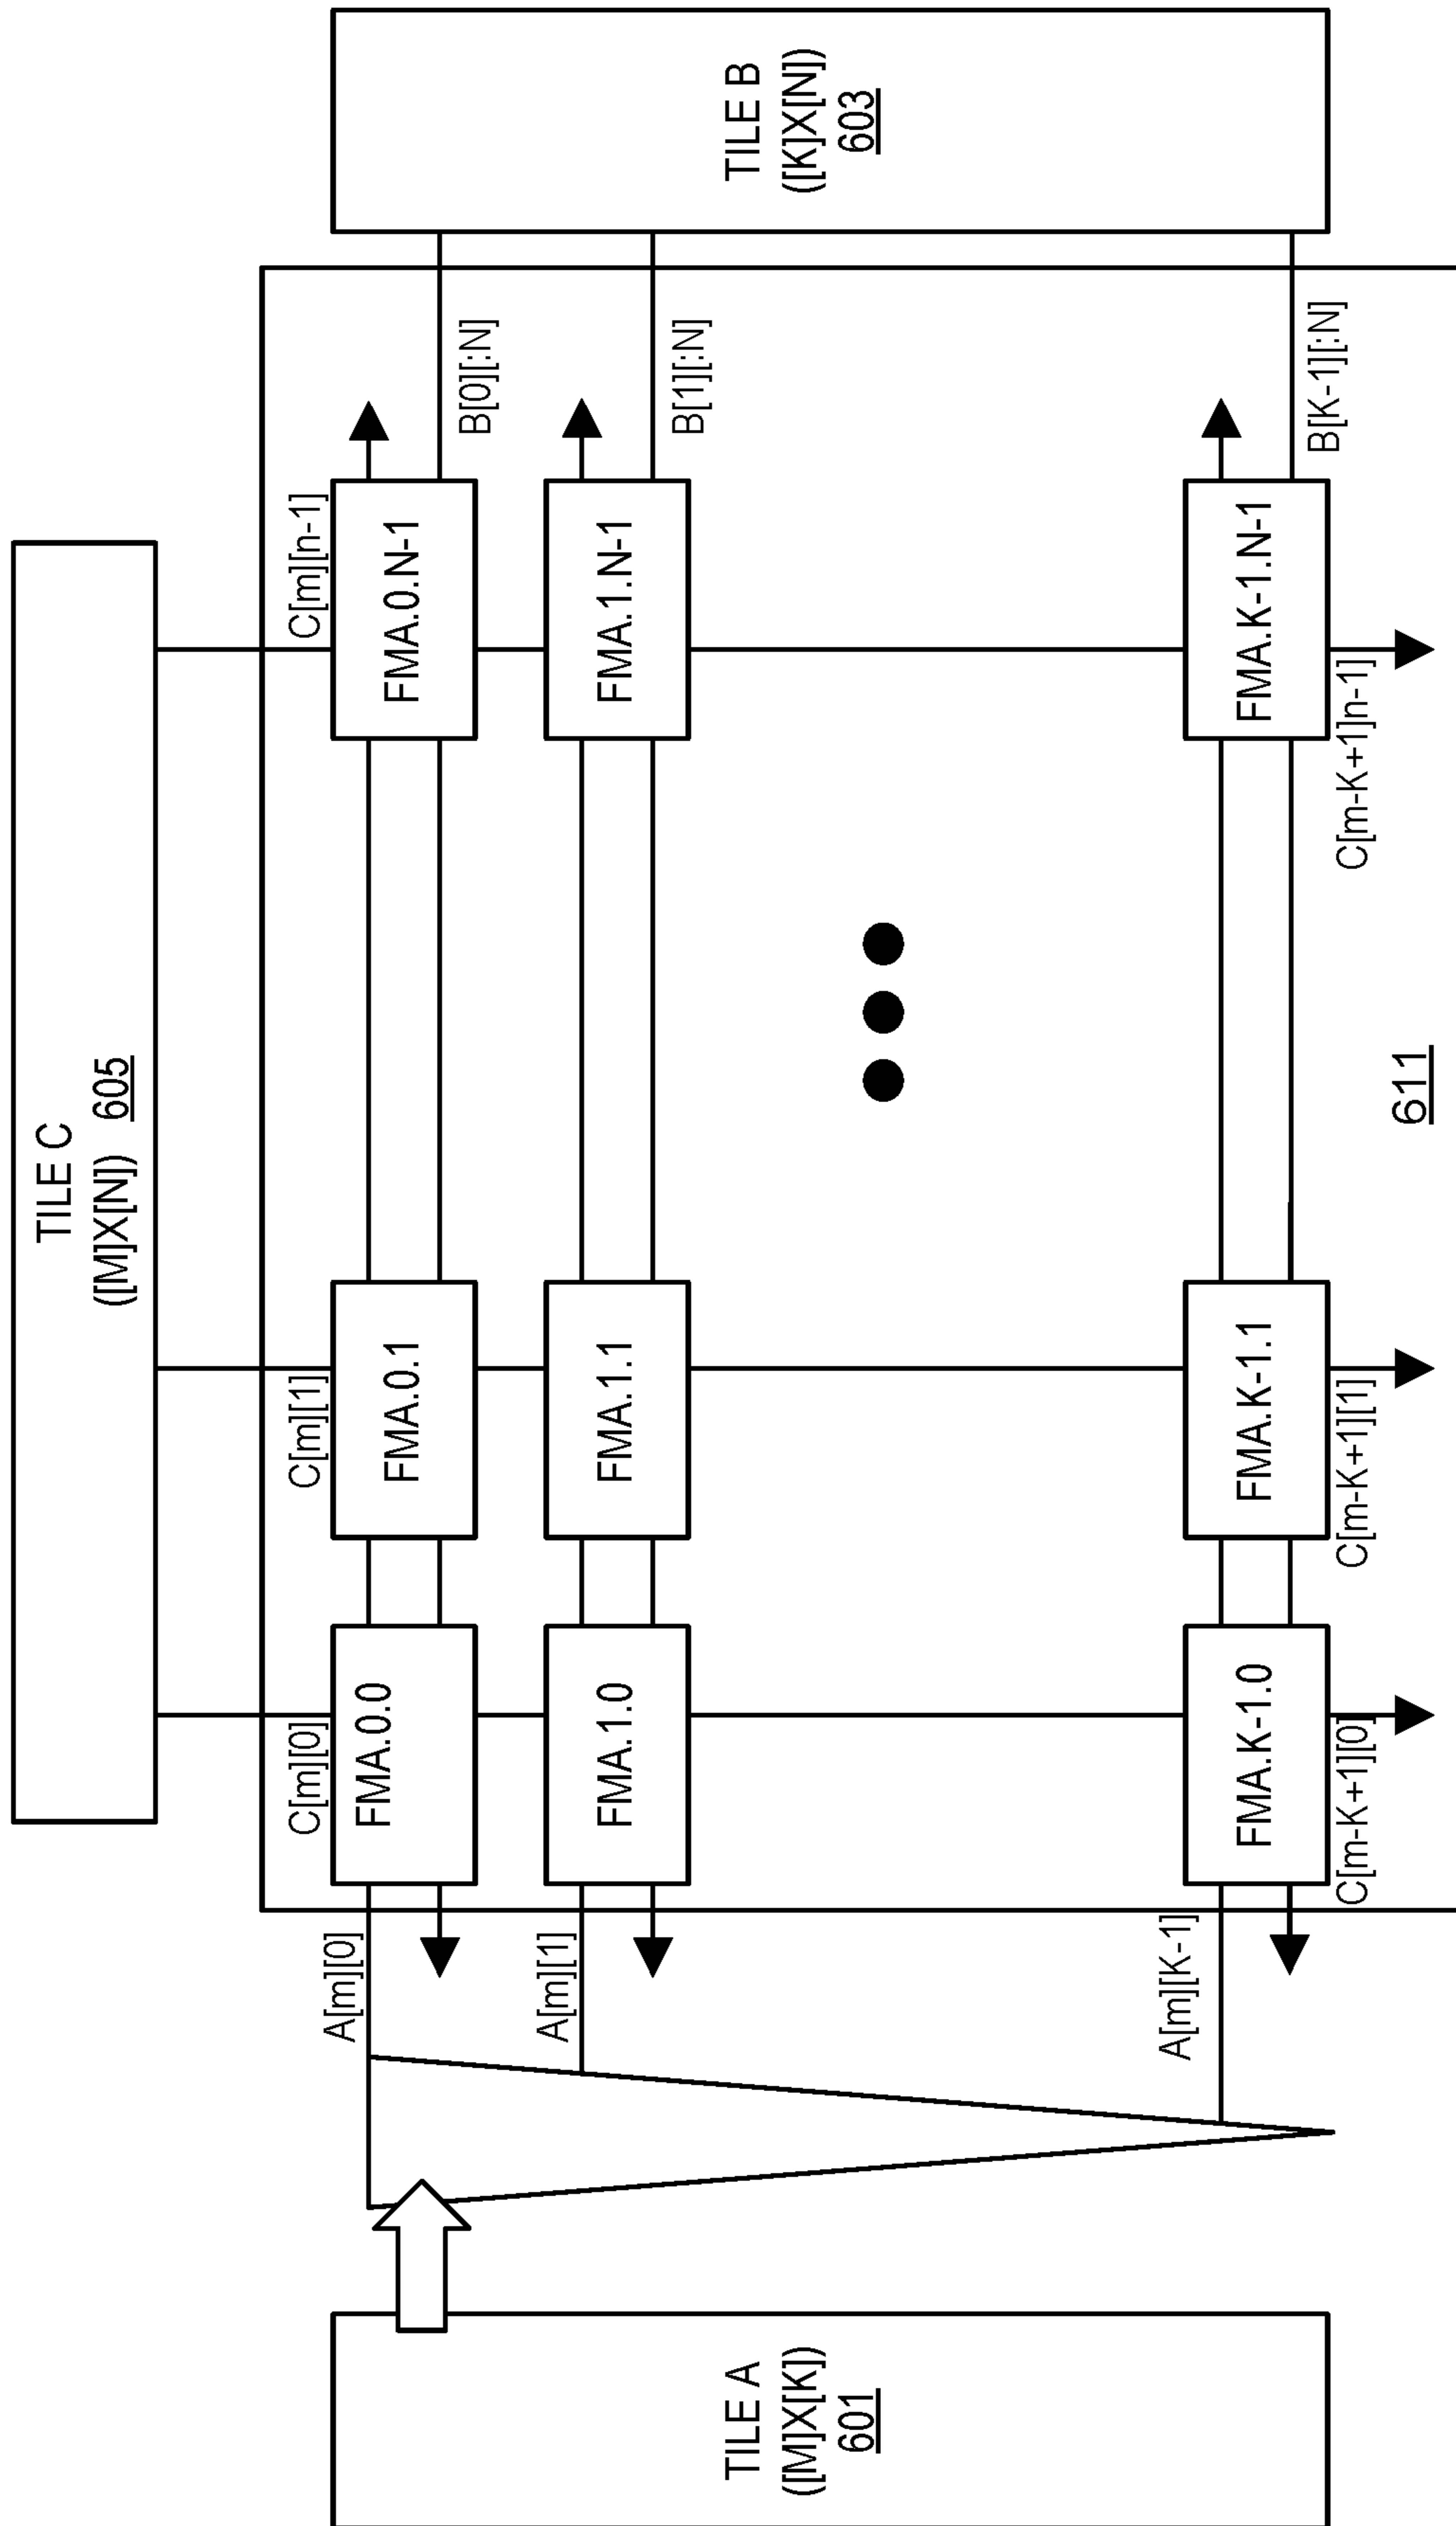 TILE C
([M]X[N]) 605
TILE A
([M]X[K])
601
TILE B
([K]X[N])
603
C[m][0]
C[m][1]
C[m][n-1]
A[m][0]
FMA.0.0
FMA.0.1
FMA.0.N-1
B[0][:N]
A[m][1]
FMA.1.0
FMA.1.1
FMA.1.N-1
B[1][:N]
A[m][K-1]
FMA.K-1.0
FMA.K-1.1
FMA.K-1.N-1
B[K-1][:N]
C[m-K+1][0]
C[m-K+1][1]
C[m-K+1]n-1]
611